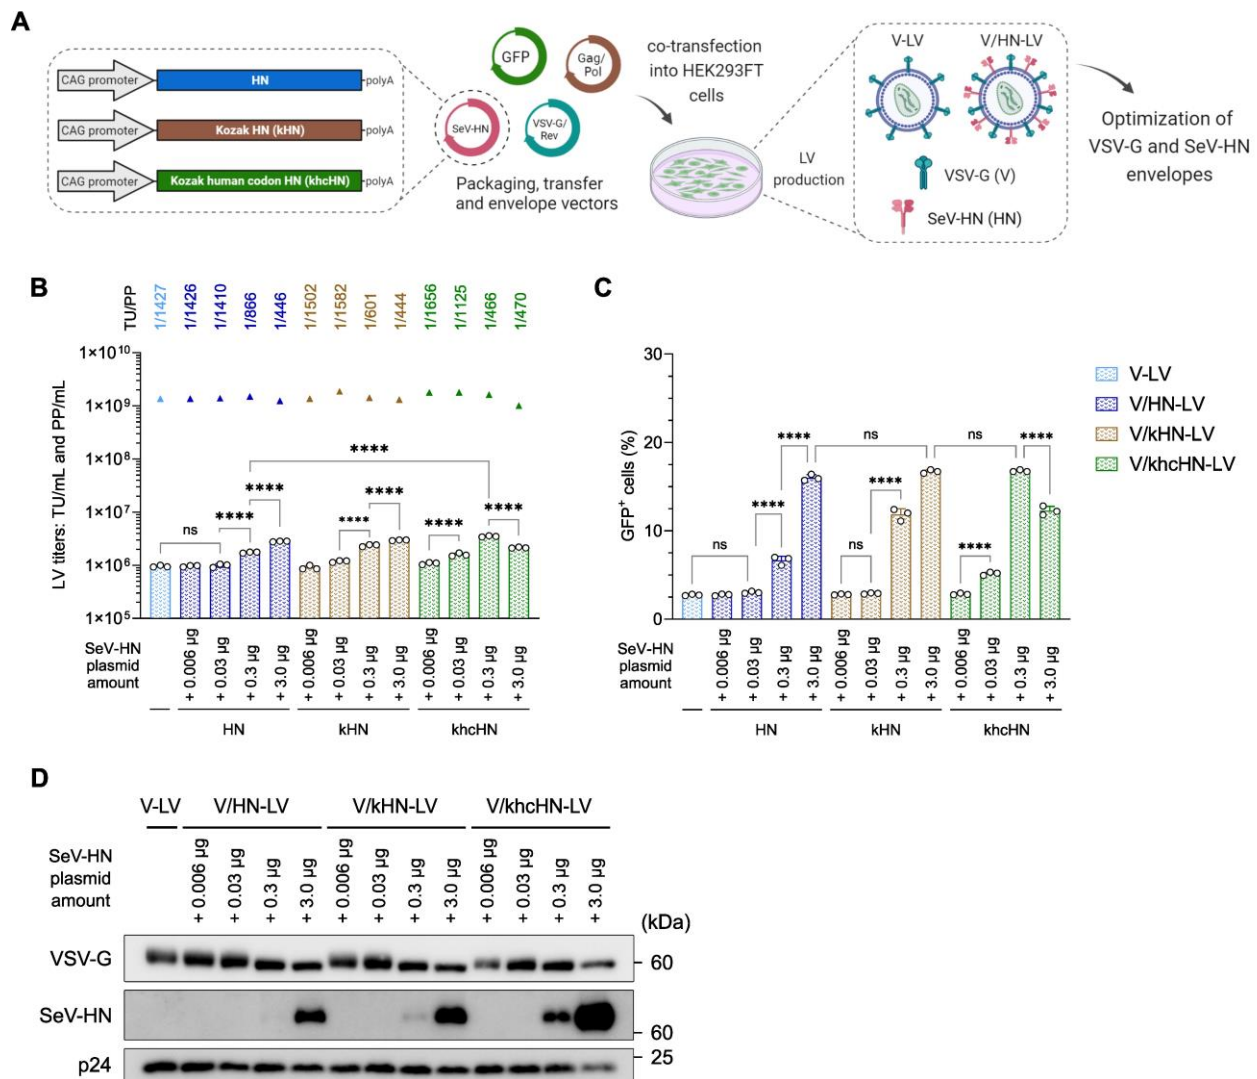 A
CAG promoter
HN
polyA
CAG promoter
Kozak HN (kHN)
polyA
CAG promoter
Kozak human codon HN (khcHN)
polyA
GFP
Gag/
Pol
SeV-HN
VSV-G/
Rev
Packaging, transfer
and envelope vectors
co-transfection
into HEK293FT
cells
LV
production
V-LV
V/HN-LV
VSV-G (V)
SeV-HN (HN)
Optimization of
VSV-G and SeV-HN
envelopes
B
TU/PP
1/1427
1/1426
1/1410
1/866
1/446
1/1502
1/1582
1/601
1/444
1/1656
1/1125
1/466
1/470
LV titers: TU/mL and PP/mL
1×10¹⁰
1×10⁹
1×10⁸
1×10⁷
1×10⁶
1×10⁵
ns
****
****
****
****
****
****
****
SeV-HN
plasmid
amount
+ 0.006 µg
+ 0.03 µg
+ 0.3 µg
+ 3.0 µg
+ 0.006 µg
+ 0.03 µg
+ 0.3 µg
+ 3.0 µg
+ 0.006 µg
+ 0.03 µg
+ 0.3 µg
+ 3.0 µg
HN
kHN
khcHN
C
GFP⁺ cells (%)
30
20
10
0
ns
****
****
ns
ns
****
ns
****
****
SeV-HN
plasmid
amount
+ 0.006 µg
+ 0.03 µg
+ 0.3 µg
+ 3.0 µg
+ 0.006 µg
+ 0.03 µg
+ 0.3 µg
+ 3.0 µg
+ 0.006 µg
+ 0.03 µg
+ 0.3 µg
+ 3.0 µg
HN
kHN
khcHN
V-LV
V/HN-LV
V/kHN-LV
V/khcHN-LV
D
V-LV
V/HN-LV
V/kHN-LV
V/khcHN-LV
SeV-HN
plasmid
amount
+ 0.006 µg
+ 0.03 µg
+ 0.3 µg
+ 3.0 µg
+ 0.006 µg
+ 0.03 µg
+ 0.3 µg
+ 3.0 µg
+ 0.006 µg
+ 0.03 µg
+ 0.3 µg
+ 3.0 µg
(kDa)
VSV-G
60
SeV-HN
60
p24
25